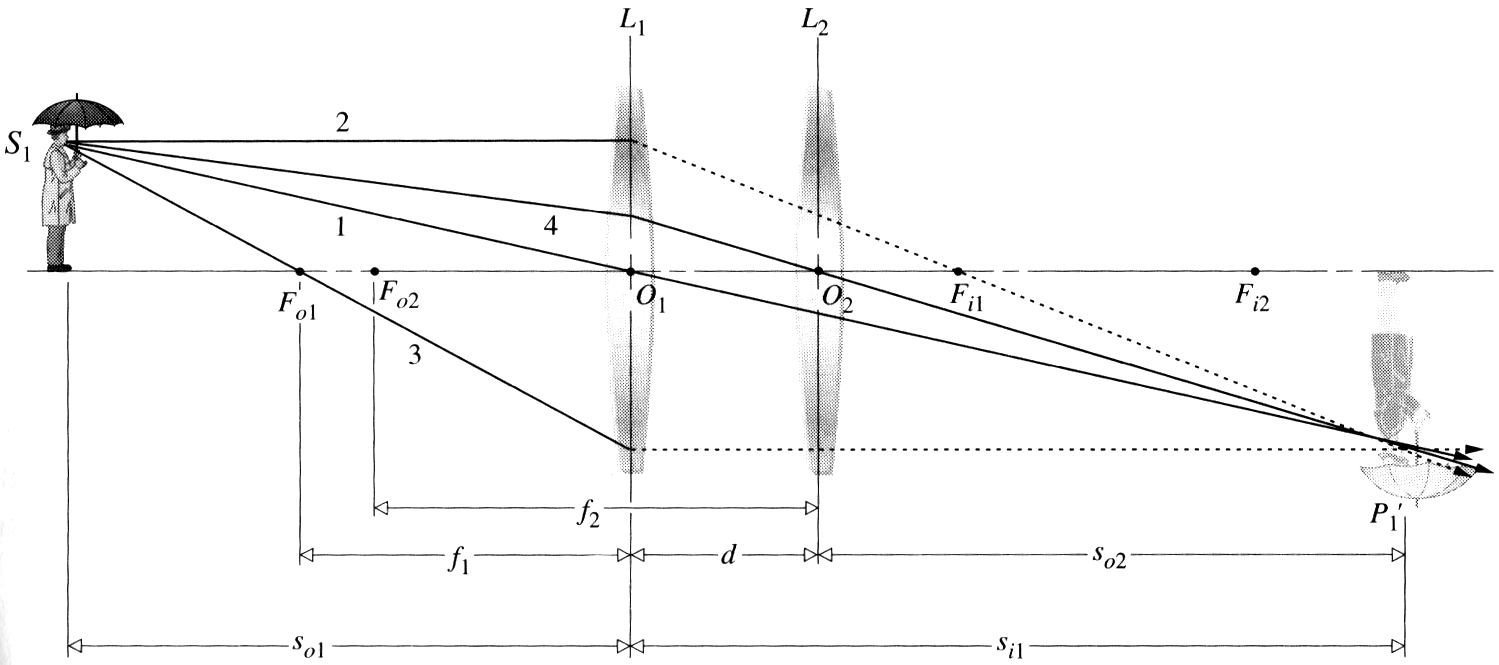 L₁
L₂
S₁
2
1
4
3
Fₒ₁
Fₒ₂
O₁
O₂
Fᵢ₁
Fᵢ₂
P₁′
f₂
f₁
d
sₒ₂
sₒ₁
sᵢ₁